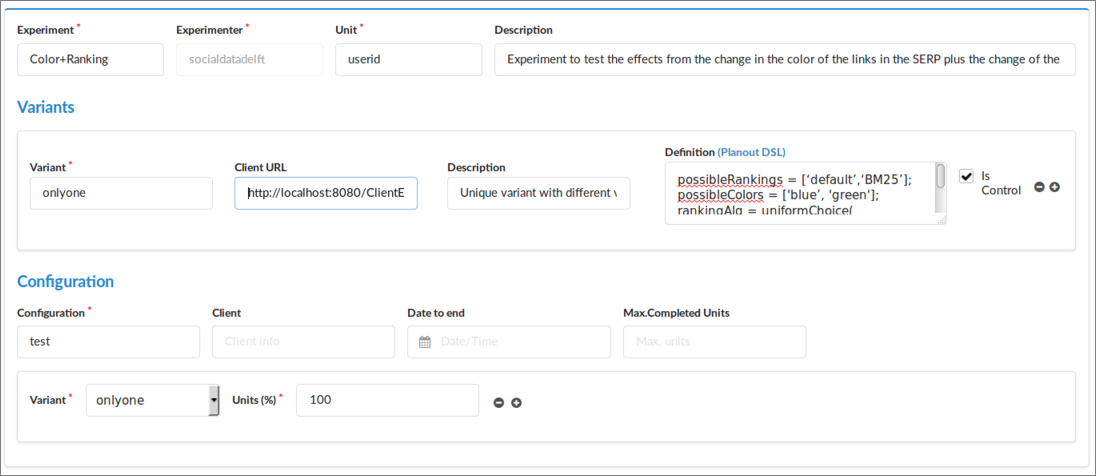 Experiment * Experimenter * Unit * Description
Color+Ranking socialdatadelft userid Experiment to test the effects from the change in the color of the links in the SERP plus the change of the
Variants
Variant * Client URL Description Definition (Planout DSL)
onlyone http://localhost:8080/ClientE Unique variant with different v possibleRankings = [‘default’,‘BM25’];
possibleColors = ['blue’, 'green'];
rankingAlg = uniformChoice(
Is
Control
Configuration
Configuration * Client Date to end Max.Completed Units
test Client info Date/Time Max. units
Variant * onlyone Units (%) * 100